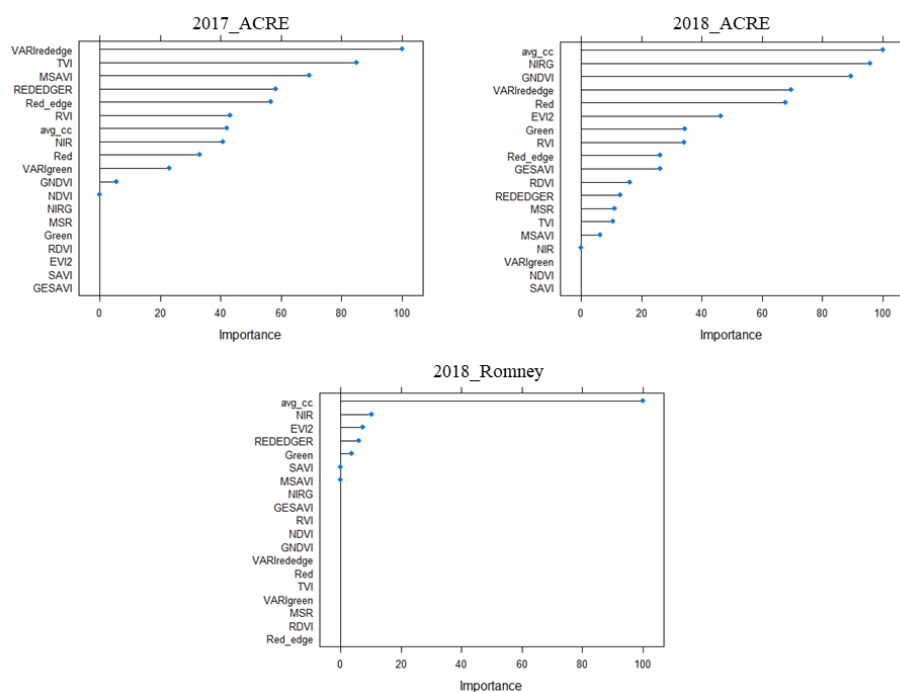 2017_ACRE
VARIrededge
TVI
MSAVI
REDEDGER
Red_edge
RVI
avg_cc
NIR
Red
VARIgreen
GNDVI
NDVI
NIRG
MSR
Green
RDVI
EVI2
SAVI
GESAVI
0 20 40 60 80 100
Importance
2018_ACRE
avg_cc
NIRG
GNDVI
VARIrededge
Red
EVI2
Green
RVI
Red_edge
GESAVI
RDVI
REDEDGER
MSR
TVI
MSAVI
NIR
VARIgreen
NDVI
SAVI
0 20 40 60 80 100
Importance
2018_Romney
avg_cc
NIR
EVI2
REDEDGER
Green
SAVI
MSAVI
NIRG
GESAVI
RVI
NDVI
GNDVI
VARIrededge
Red
TVI
VARIgreen
MSR
RDVI
Red_edge
0 20 40 60 80 100
Importance